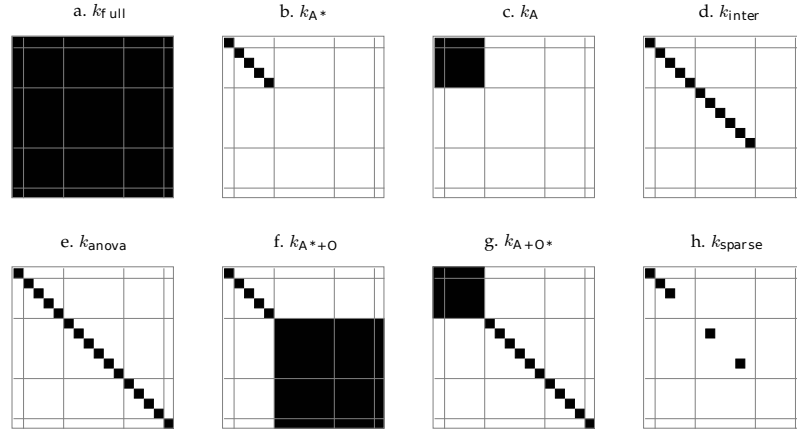 a. k_full
b. k_A*
c. k_A
d. k_inter
e. k_anova
f. k_A*+O
g. k_A+O*
h. k_sparse